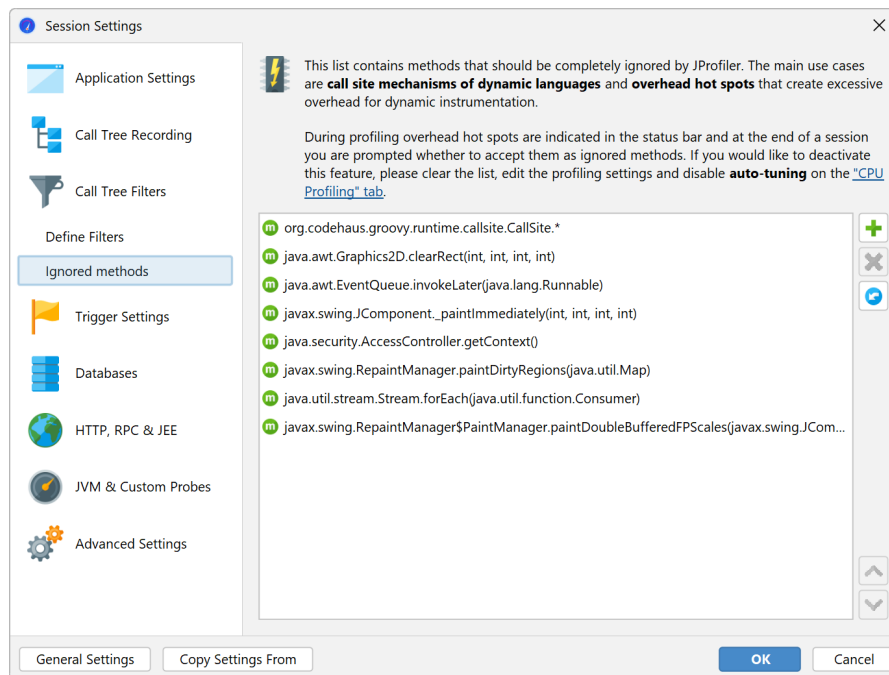 Session Settings
Application Settings
Call Tree Recording
Call Tree Filters
Define Filters
Ignored methods
Trigger Settings
Databases
HTTP, RPC & JEE
JVM & Custom Probes
Advanced Settings
This list contains methods that should be completely ignored by JProfiler. The main use cases
are call site mechanisms of dynamic languages and overhead hot spots that create excessive
overhead for dynamic instrumentation.
During profiling overhead hot spots are indicated in the status bar and at the end of a session
you are prompted whether to accept them as ignored methods. If you would like to deactivate
this feature, please clear the list, edit the profiling settings and disable auto-tuning on the "CPU
Profiling" tab.
m org.codehaus.groovy.runtime.callsite.CallSite.*
m java.awt.Graphics2D.clearRect(int, int, int, int)
m java.awt.EventQueue.invokeLater(java.lang.Runnable)
m javax.swing.JComponent._paintImmediately(int, int, int, int)
m java.security.AccessController.getContext()
m javax.swing.RepaintManager.paintDirtyRegions(java.util.Map)
m java.util.stream.Stream.forEach(java.util.function.Consumer)
m javax.swing.RepaintManager$PaintManager.paintDoubleBufferedFPScales(javax.swing.JCom...
General Settings
Copy Settings From
OK
Cancel